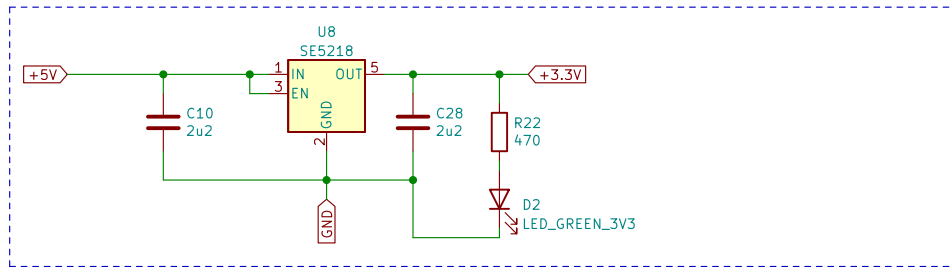 U8
SE5218
+5V
1
IN
OUT
5
+3.3V
3
EN
GND
2
C10
2u2
C28
2u2
R22
470
GND
D2
LED_GREEN_3V3